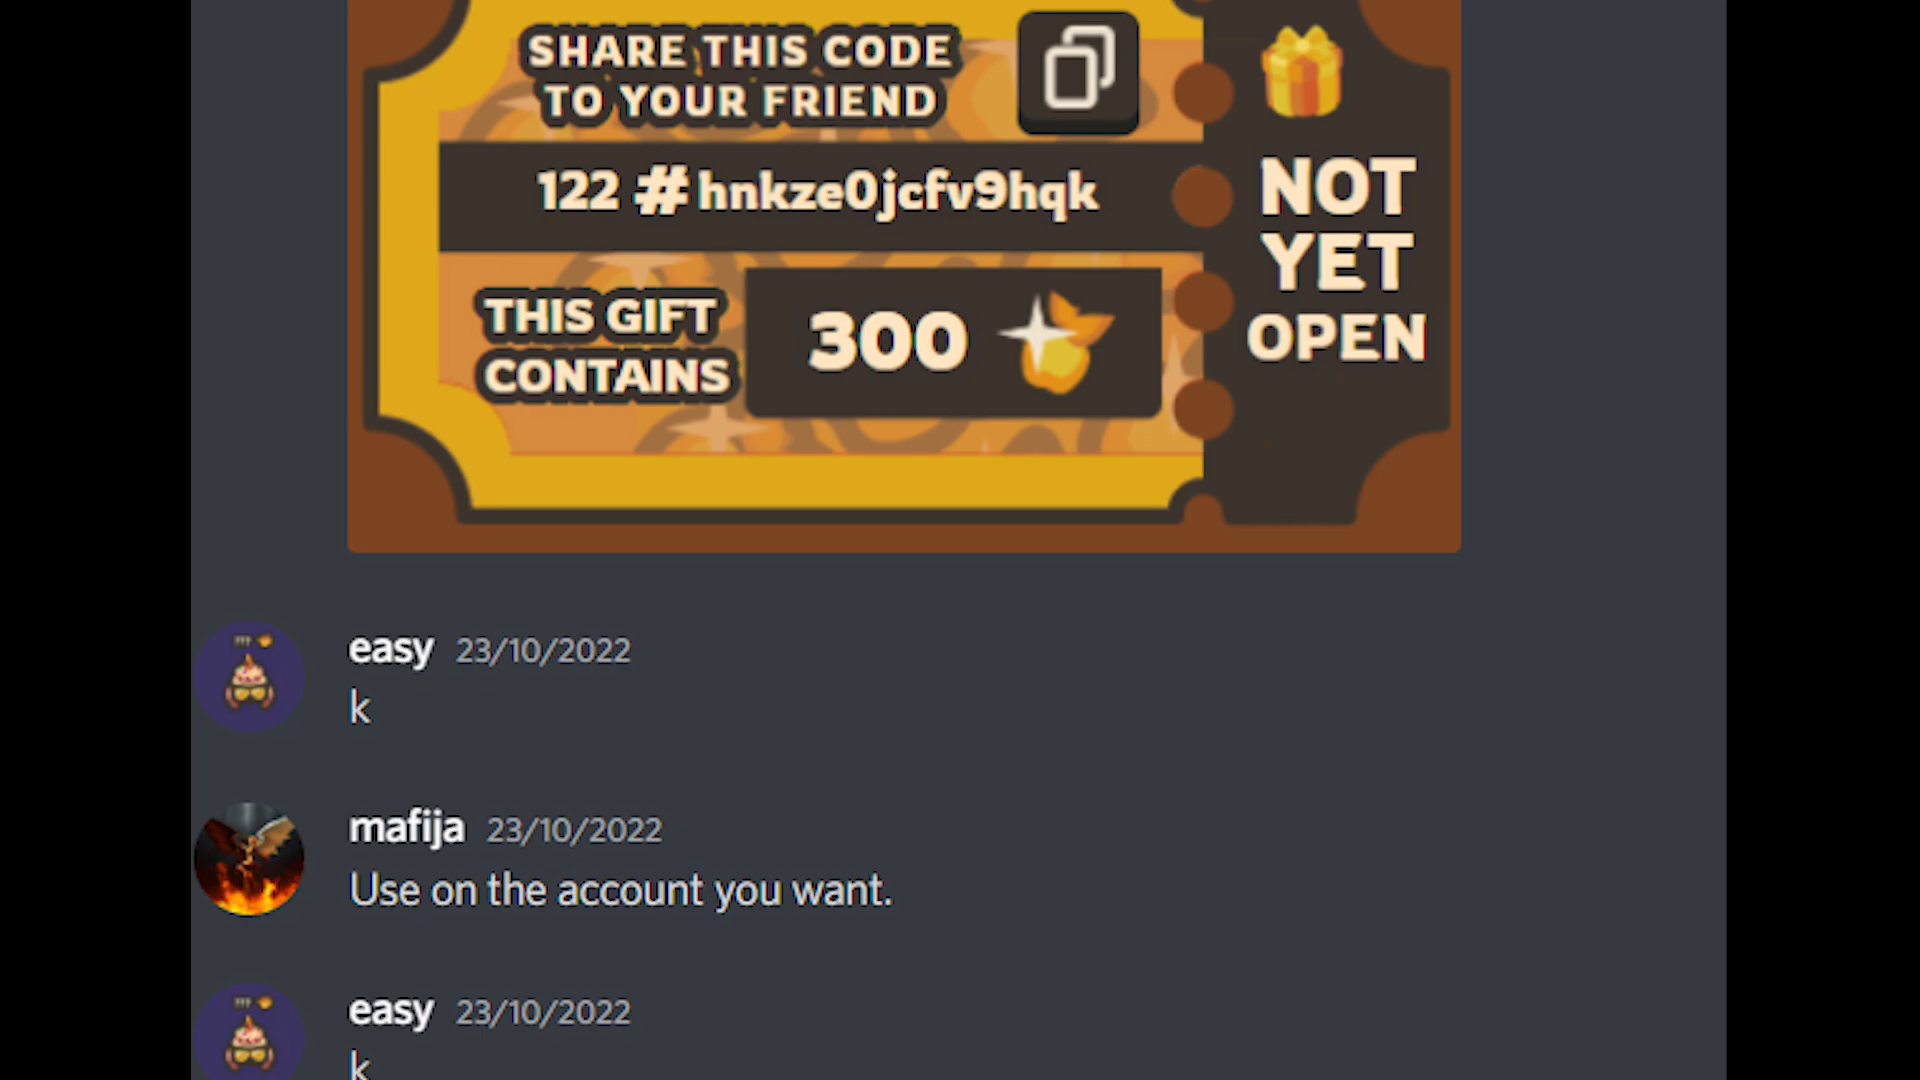 SHARE THIS CODE
TO YOUR FRIEND
122 #hnkze0jcfv9hqk
THIS GIFT
CONTAINS
300
NOT
YET
OPEN
easy 23/10/2022
k
mafija 23/10/2022
Use on the account you want.
easy 23/10/2022
k